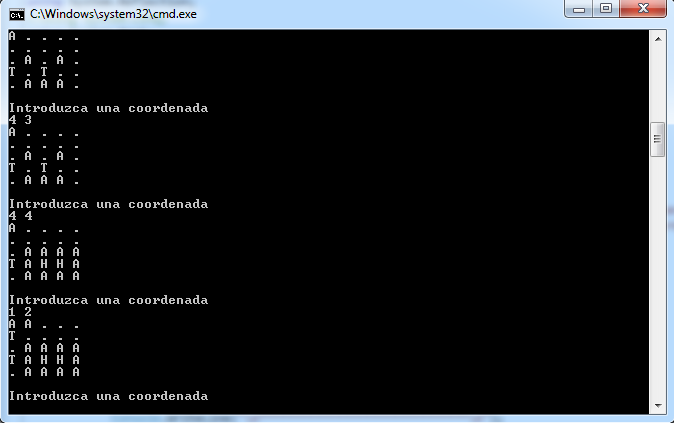 C:\Windows\system32\cmd.exe
A . . . .
. . . . .
. A . A .
T . T . .
. A A A .
Introduzca una coordenada
4 3
A . . . .
. . . . .
. A . A .
T . T . .
. A A A .
Introduzca una coordenada
4 4
A . . . .
. . . . .
. A A A A
T A H H A
. A A A A
Introduzca una coordenada
1 2
A A . . .
T . . . .
. A A A A
T A H H A
. A A A A
Introduzca una coordenada